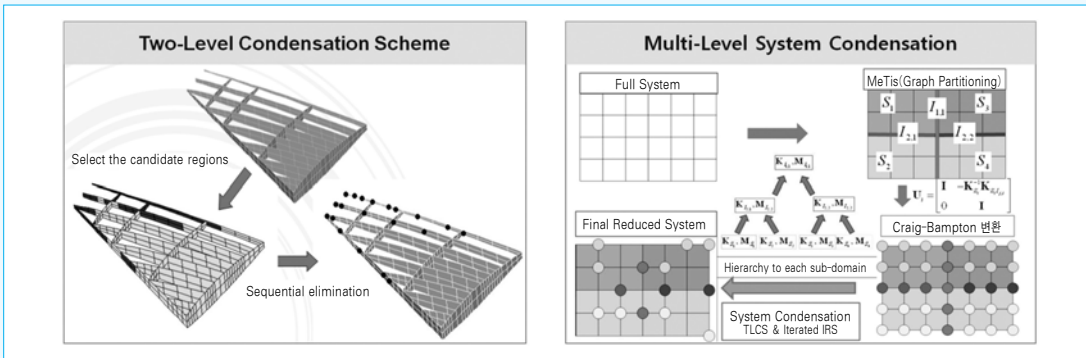 Two-Level Condensation Scheme
Select the candidate regions
Sequential elimination
Multi-Level System Condensation
Full System
MeTis(Graph Partitioning)
S₁
I₁.₁
S₃
I₂.₁
I₂.₂
S₂
S₄
Final Reduced System
Craig-Bampton 변환
Hierarchy to each sub-domain
System Condensation
TLCS & Iterated IRS